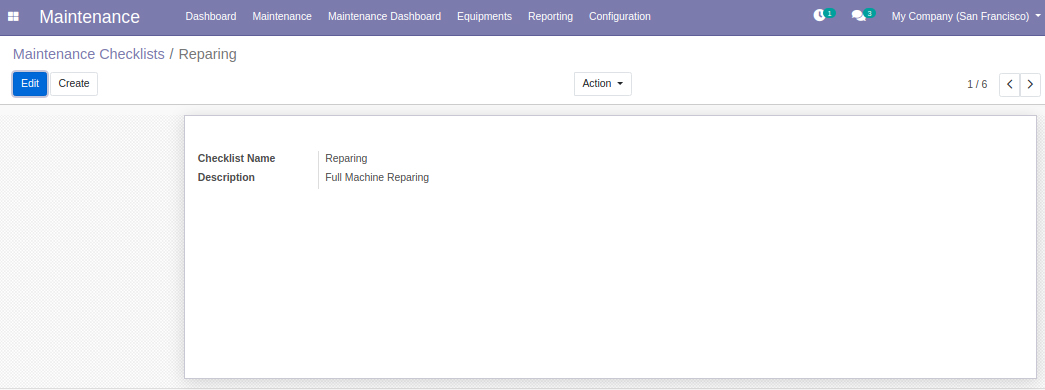 Maintenance Dashboard Maintenance Maintenance Dashboard Equipments Reporting Configuration 1 3 My Company (San Francisco)
Maintenance Checklists / Reparing
Edit Create Action 1 / 6
Checklist Name Reparing
Description Full Machine Reparing